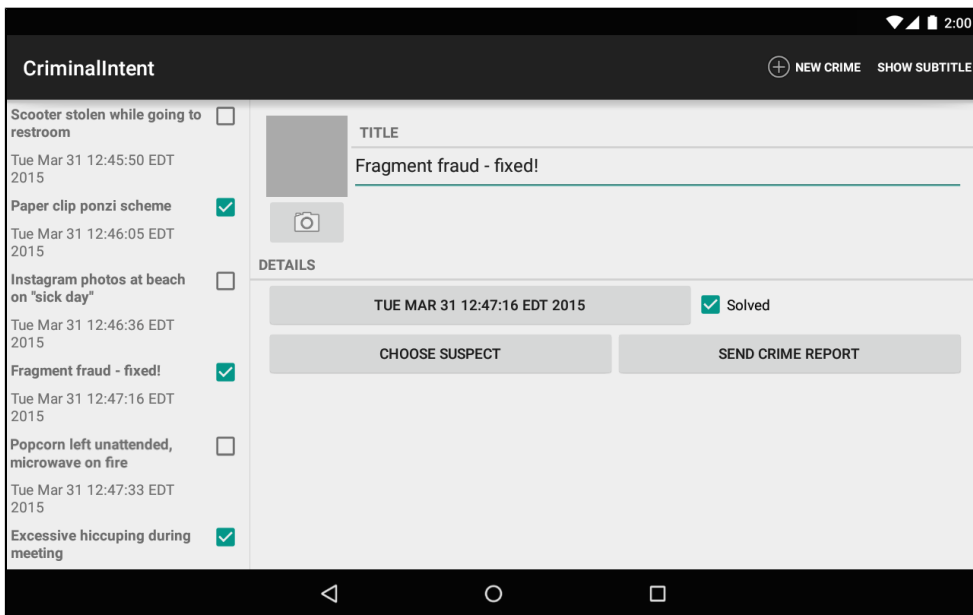 2:00
CriminalIntent
NEW CRIME SHOW SUBTITLE
Scooter stolen while going to
restroom
Tue Mar 31 12:45:50 EDT
2015
Paper clip ponzi scheme
Tue Mar 31 12:46:05 EDT
2015
Instagram photos at beach
on "sick day"
Tue Mar 31 12:46:36 EDT
2015
Fragment fraud - fixed!
Tue Mar 31 12:47:16 EDT
2015
Popcorn left unattended,
microwave on fire
Tue Mar 31 12:47:33 EDT
2015
Excessive hiccuping during
meeting
TITLE
Fragment fraud - fixed!
DETAILS
TUE MAR 31 12:47:16 EDT 2015
Solved
CHOOSE SUSPECT
SEND CRIME REPORT